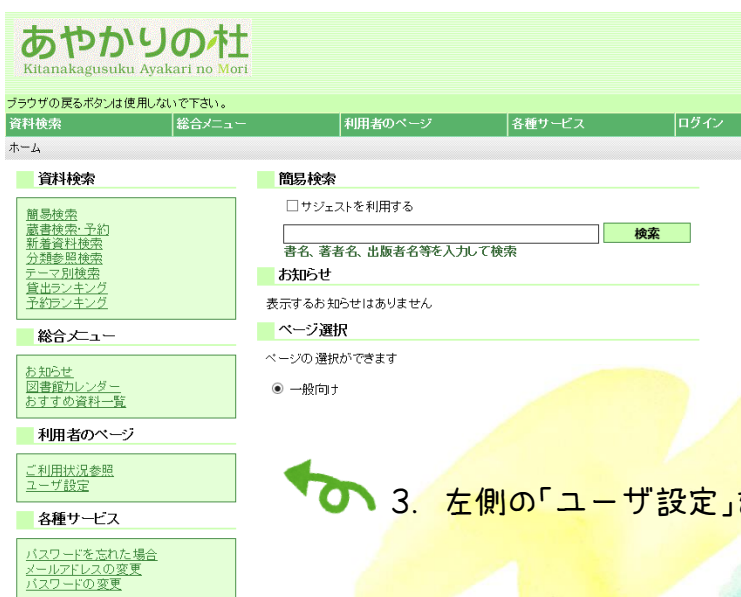 あやかりの杜
Kitanakagusuku Ayakari no Mori
ブラウザの戻るボタンは使用しないで下さい。
資料検索 総合メニュー 利用者のページ 各種サービス ログイン
ホーム
資料検索
簡易検索
蔵書検索・予約
新着資料検索
分類参照検索
テーマ別検索
貸出ランキング
予約ランキング
総合メニュー
お知らせ
図書館カレンダー
おすすめ資料一覧
利用者のページ
ご利用状況参照
ユーザ設定
各種サービス
パスワードを忘れた場合
メールアドレスの変更
パスワードの変更
簡易検索
サジェストを利用する
検索
書名、著者名、出版者名等を入力して検索
お知らせ
表示するお知らせはありません
ページ選択
ページの選択ができます
一般向け
3. 左側の「ユーザ設定」